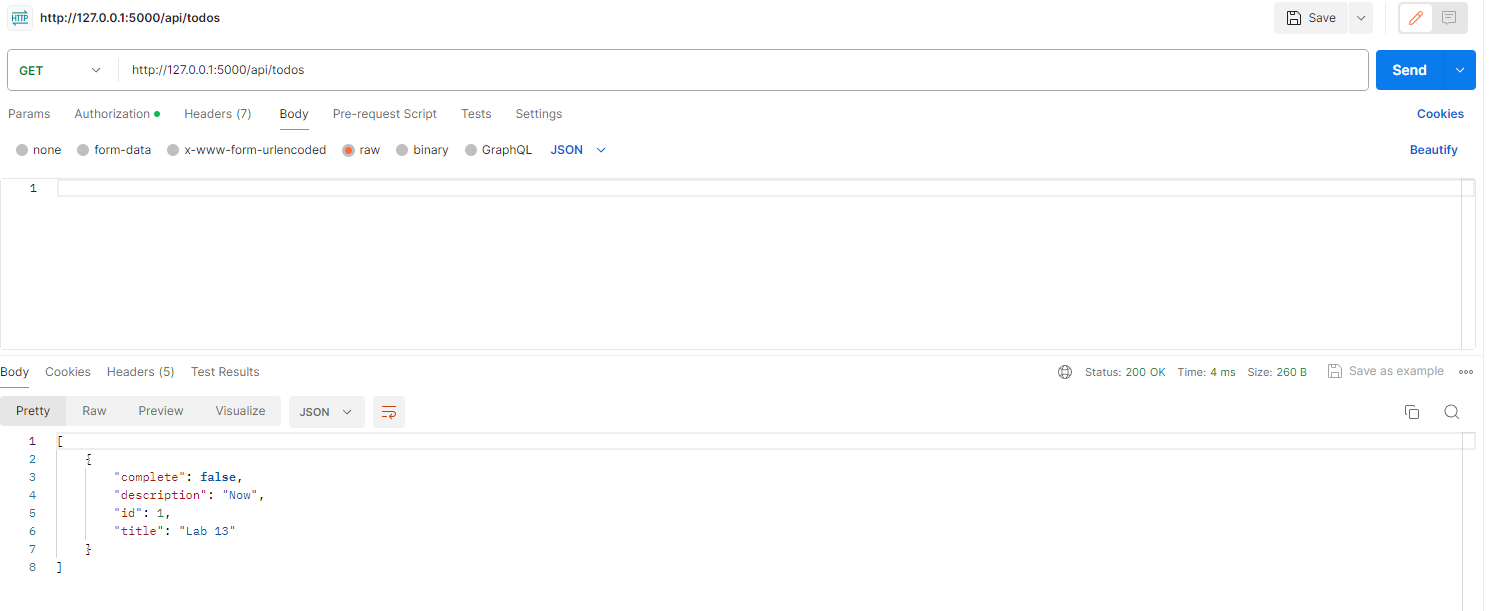 HTTP http://127.0.0.1:5000/api/todos Save
GET http://127.0.0.1:5000/api/todos Send
Params Authorization Headers (7) Body Pre-request Script Tests Settings Cookies
none form-data x-www-form-urlencoded raw binary GraphQL JSON Beautify
1
Body Cookies Headers (5) Test Results Status: 200 OK Time: 4 ms Size: 260 B Save as example
Pretty Raw Preview Visualize JSON
1 [
2 {
3 "complete": false,
4 "description": "Now",
5 "id": 1,
6 "title": "Lab 13"
7 }
8 ]